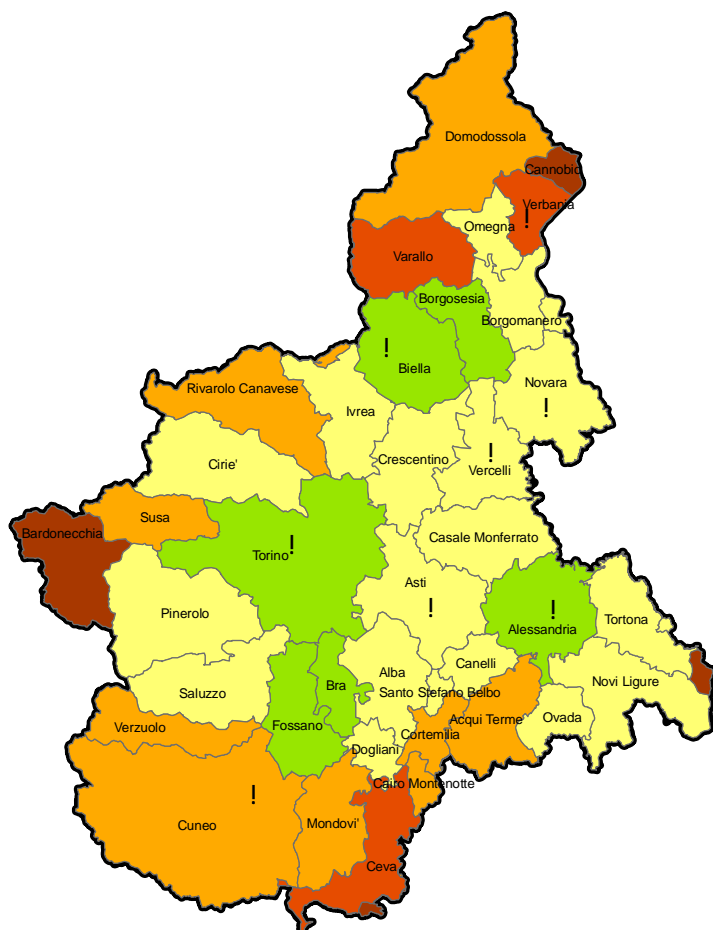 Domodossola
Cannobio
Verbania
!
Omegna
Varallo
Borgosesia
Borgomanero
!
Biella
Novara
!
Rivarolo Canavese
Ivrea
Cirie'
Crescentino
!
Vercelli
Susa
Bardonecchia
Torino
!
Casale Monferrato
Asti
!
!
Alessandria
Pinerolo
Tortona
Alba
Canelli
Bra
Santo Stefano Belbo
Novi Ligure
Saluzzo
Verzuolo
Fossano
Acqui Terme
Ovada
Cortemilia
Dogliani
Cairo Montenotte
!
Cuneo
Mondovi'
Ceva